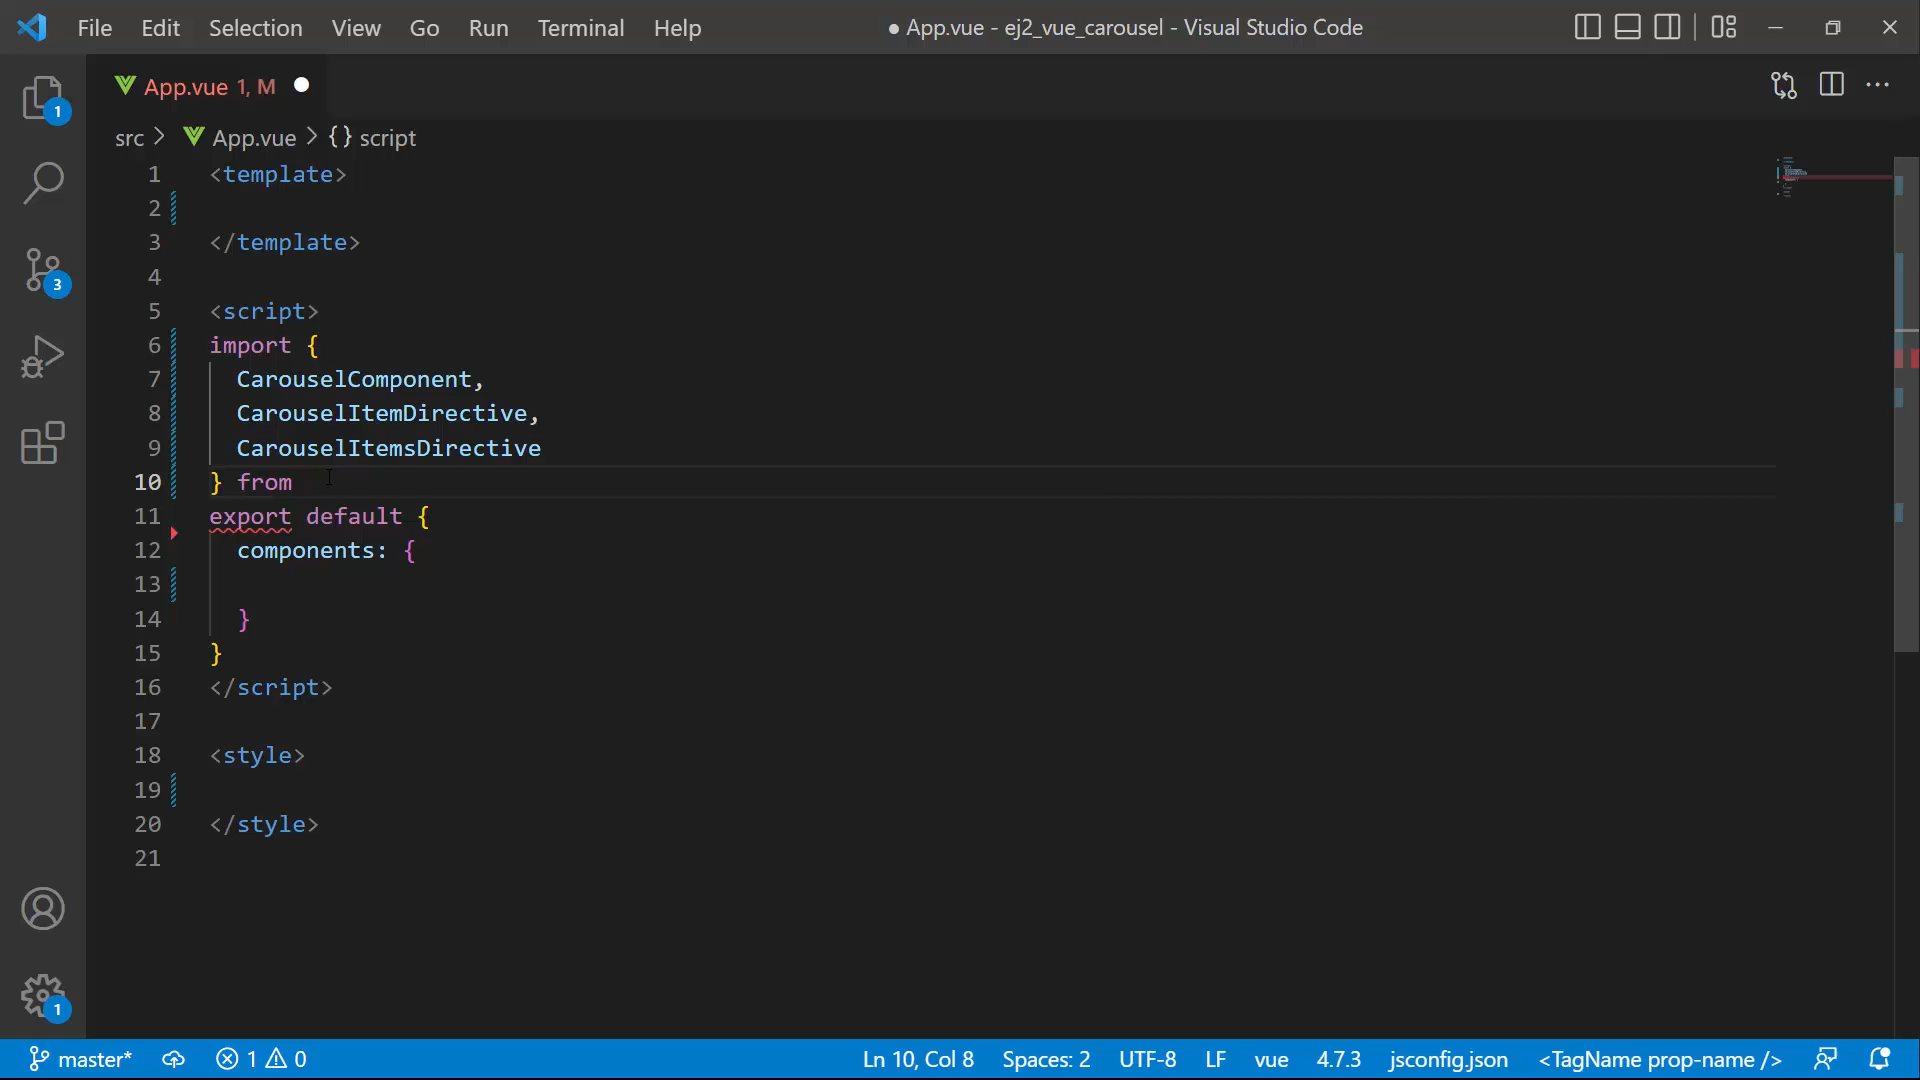 File Edit Selection View Go Run Terminal Help ● App.vue - ej2_vue_carousel - Visual Studio Code
App.vue 1, M
src > App.vue > {} script
1 <template>
2
3 </template>
4
5 <script>
6 import {
7 CarouselComponent,
8 CarouselItemDirective,
9 CarouselItemsDirective
10 } from
11 export default {
12 components: {
13
14 }
15 }
16 </script>
17
18 <style>
19
20 </style>
21
1
3
1
master* 1 0 Ln 10, Col 8 Spaces: 2 UTF-8 LF vue 4.7.3 jsconfig.json <TagName prop-name />